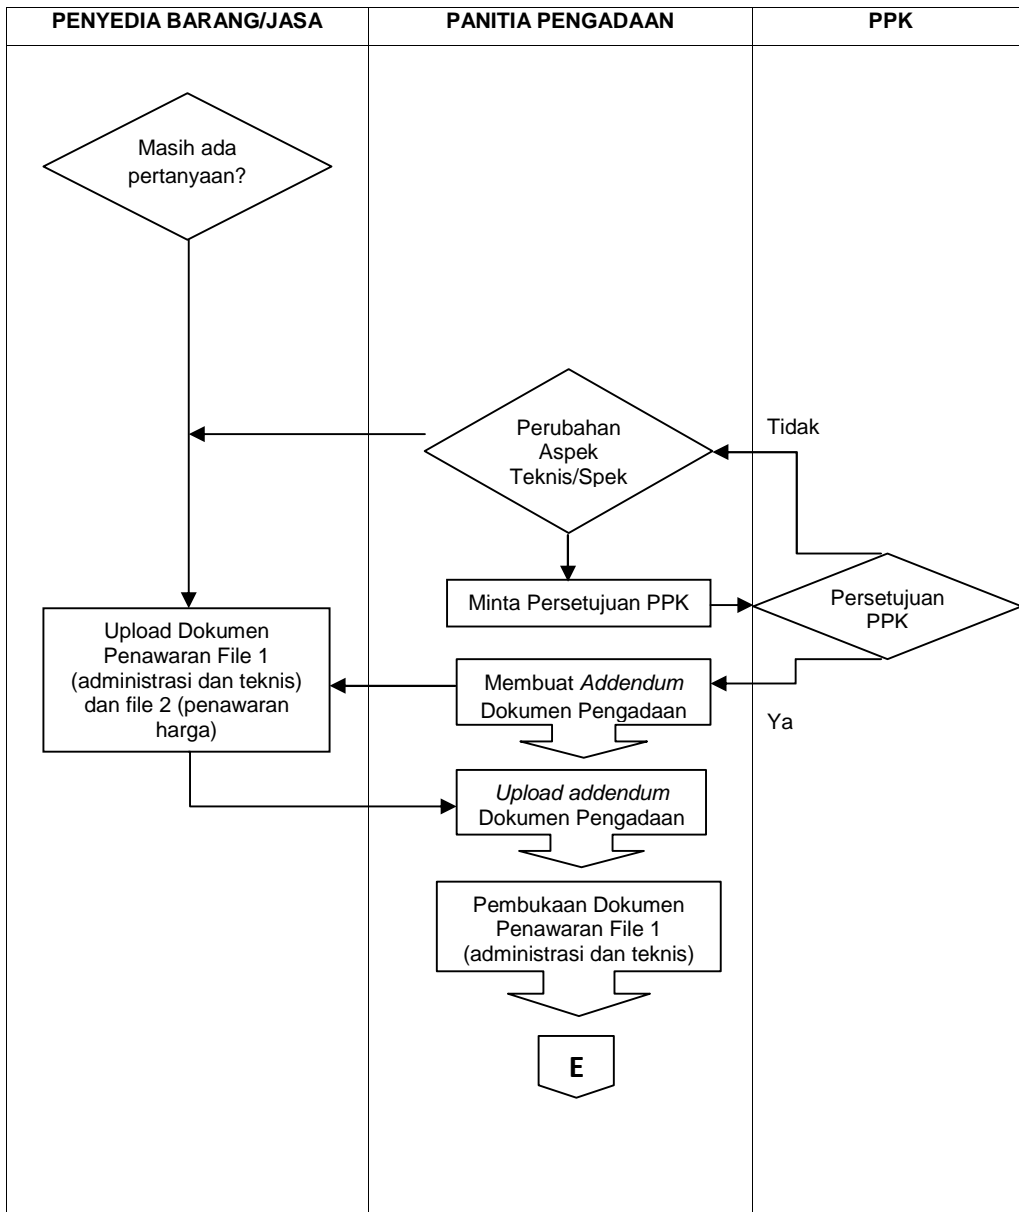 PENYEDIA BARANG/JASA
PANITIA PENGADAAN
PPK
Masih ada
pertanyaan?
Perubahan
Aspek
Teknis/Spek
Tidak
Minta Persetujuan PPK
Persetujuan
PPK
Upload Dokumen
Penawaran File 1
(administrasi dan teknis)
dan file 2 (penawaran
harga)
Membuat Addendum
Dokumen Pengadaan
Ya
Upload addendum
Dokumen Pengadaan
Pembukaan Dokumen
Penawaran File 1
(administrasi dan teknis)
E